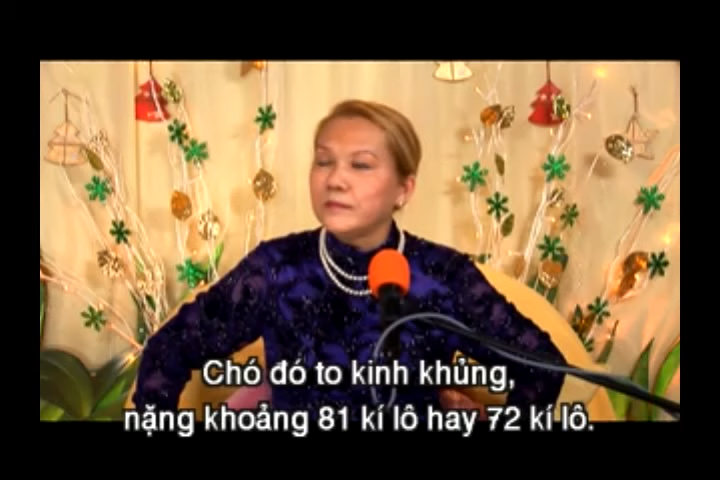 Chó đó to kinh khủng,
nặng khoảng 81 kí lô hay 72 kí lô.